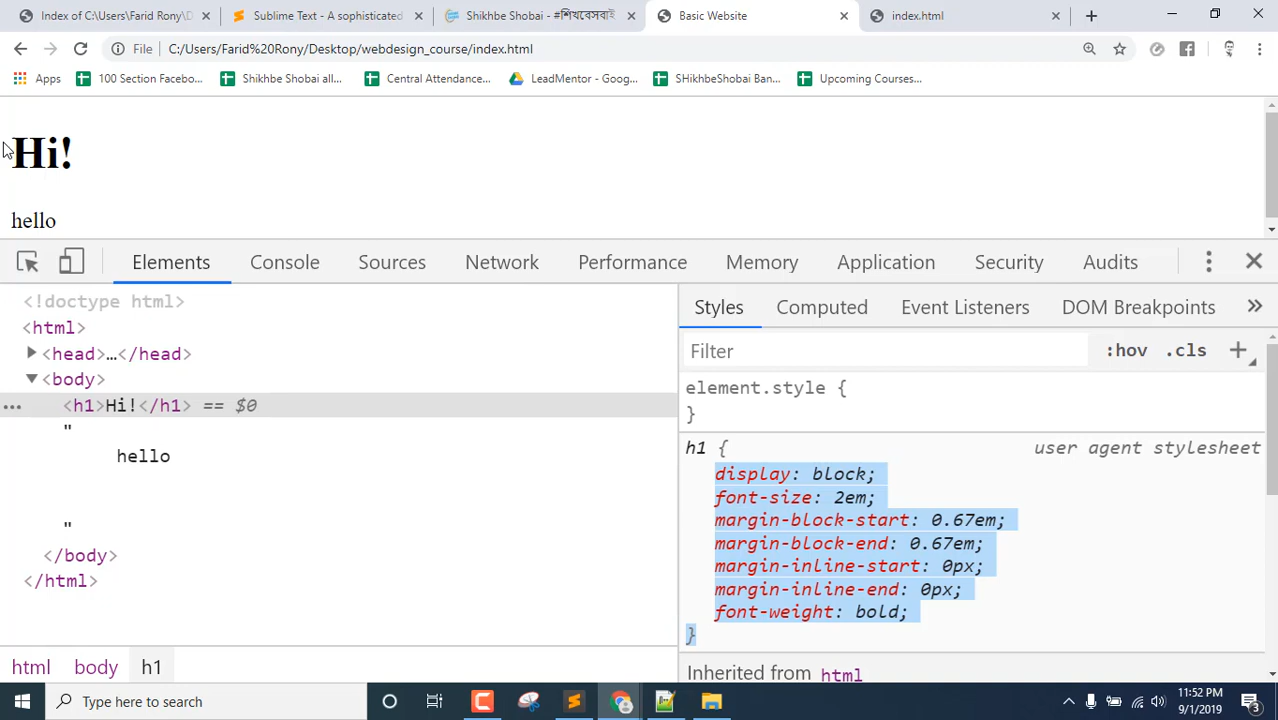 Index of C:\Users\Farid Rony\D
Sublime Text - A sophisticated
Shikhbe Shobai - #শিখবেসবাই
Basic Website
index.html
File
C:/Users/Farid%20Rony/Desktop/webdesign_course/index.html
Apps
100 Section Facebo...
Shikhbe Shobai all...
Central Attendance...
LeadMentor - Goog...
SHikhbeShobai Ban...
Upcoming Courses...
Hi!
hello
Elements Console Sources Network Performance Memory Application Security Audits
<!doctype html>
<html>
<head>…</head>
<body>
<h1>Hi!</h1> == $0
"
hello
"
</body>
</html>
html body h1
Styles Computed Event Listeners DOM Breakpoints »
Filter :hov .cls +
element.style {
}
h1 { user agent stylesheet
display: block;
font-size: 2em;
margin-block-start: 0.67em;
margin-block-end: 0.67em;
margin-inline-start: 0px;
margin-inline-end: 0px;
font-weight: bold;
}
Inherited from html
Type here to search
11:52 PM
9/1/2019
3